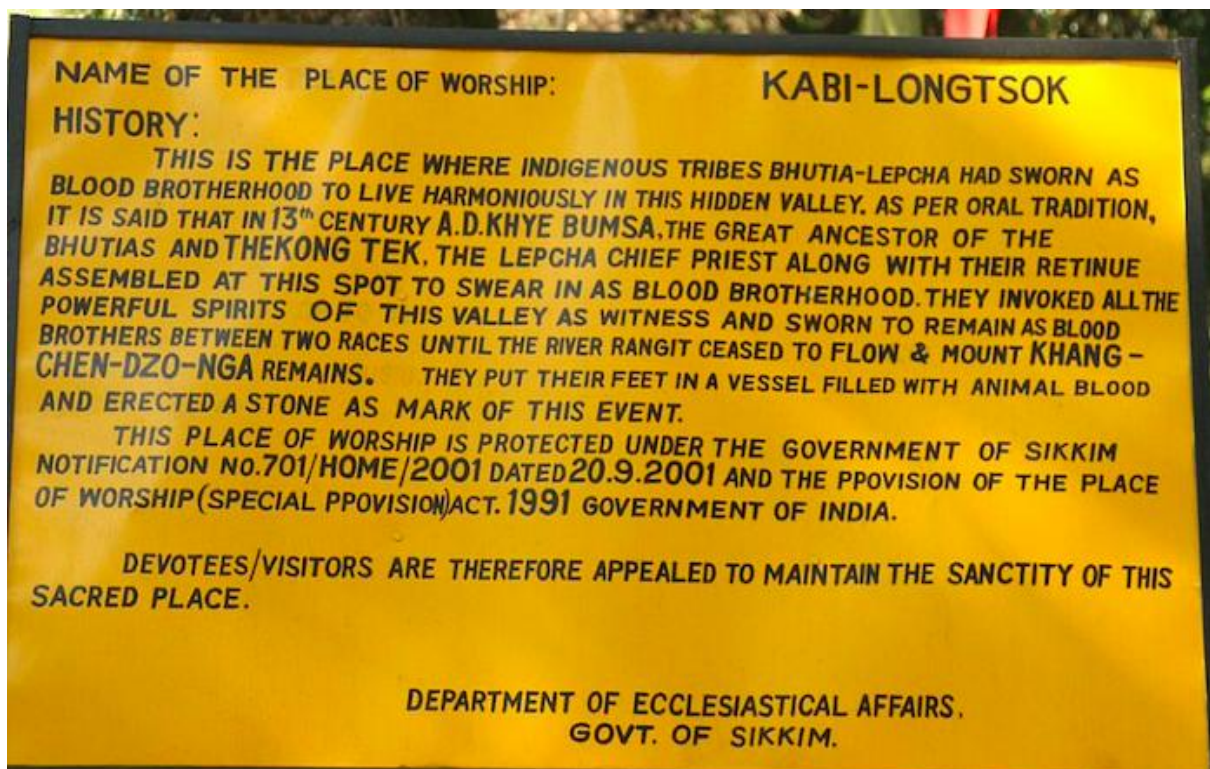 NAME OF THE PLACE OF WORSHIP: KABI-LONGTSOK
HISTORY:
THIS IS THE PLACE WHERE INDIGENOUS TRIBES BHUTIA-LEPCHA HAD SWORN AS
BLOOD BROTHERHOOD TO LIVE HARMONIOUSLY IN THIS HIDDEN VALLEY. AS PER ORAL TRADITION,
IT IS SAID THAT IN 13th CENTURY A.D.KHYE BUMSA, THE GREAT ANCESTOR OF THE
BHUTIAS AND THEKONG TEK, THE LEPCHA CHIEF PRIEST ALONG WITH THEIR RETINUE
ASSEMBLED AT THIS SPOT TO SWEAR IN AS BLOOD BROTHERHOOD. THEY INVOKED ALL THE
POWERFUL SPIRITS OF THIS VALLEY AS WITNESS AND SWORN TO REMAIN AS BLOOD
BROTHERS BETWEEN TWO RACES UNTIL THE RIVER RANGIT CEASED TO FLOW & MOUNT KHANG-
CHEN-DZO-NGA REMAINS. THEY PUT THEIR FEET IN A VESSEL FILLED WITH ANIMAL BLOOD
AND ERECTED A STONE AS MARK OF THIS EVENT.
THIS PLACE OF WORSHIP IS PROTECTED UNDER THE GOVERNMENT OF SIKKIM
NOTIFICATION NO.701/HOME/2001 DATED 20.9.2001 AND THE PPOVISION OF THE PLACE
OF WORSHIP (SPECIAL PPOVISION) ACT. 1991 GOVERNMENT OF INDIA.
DEVOTEES/VISITORS ARE THEREFORE APPEALED TO MAINTAIN THE SANCTITY OF THIS
SACRED PLACE.
DEPARTMENT OF ECCLESIASTICAL AFFAIRS.
GOVT. OF SIKKIM.